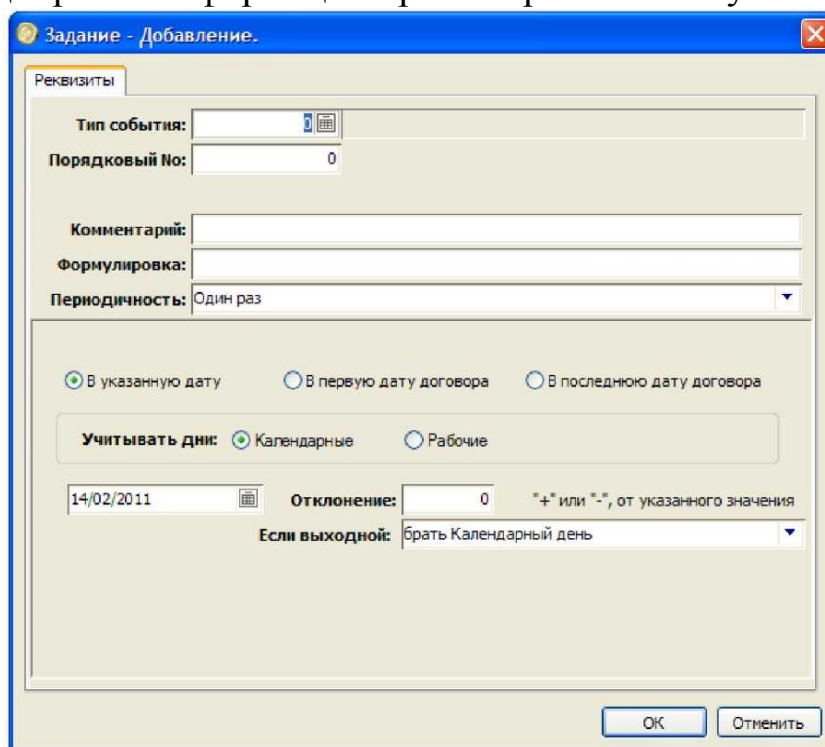 Задание - Добавление.
Реквизиты
Тип события: 0
Порядковый No: 0
Комментарий:
Формулировка:
Периодичность: Один раз
В указанную дату В первую дату договора В последнюю дату договора
Учитывать дни: Календарные Рабочие
14/02/2011 Отклонение: 0 "+" или "-", от указанного значения
Если выходной: брать Календарный день
OK Отменить